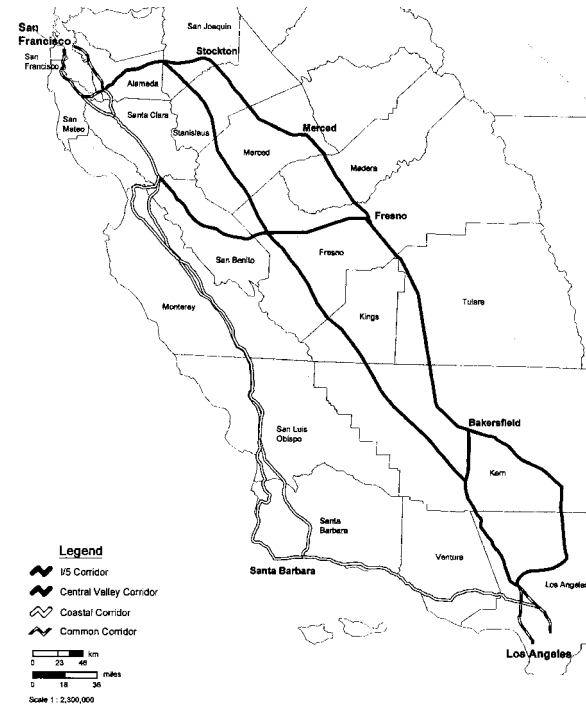 San
Francisco
San Joaquin
Stockton
San
Francisco
Alameda
San
Mateo
Santa Clara
Stanislaus
Merced
Merced
Madera
Fresno
San Benito
Fresno
Monterey
Kings
Tulare
Bakersfield
San Luis
Obispo
Kern
Santa
Barbara
Ventura
Santa Barbara
Los Angeles
Los Angeles
Legend
I/5 Corridor
Central Valley Corridor
Coastal Corridor
Common Corridor
km
0 23 46
miles
0 18 36
Scale 1 : 2,300,000